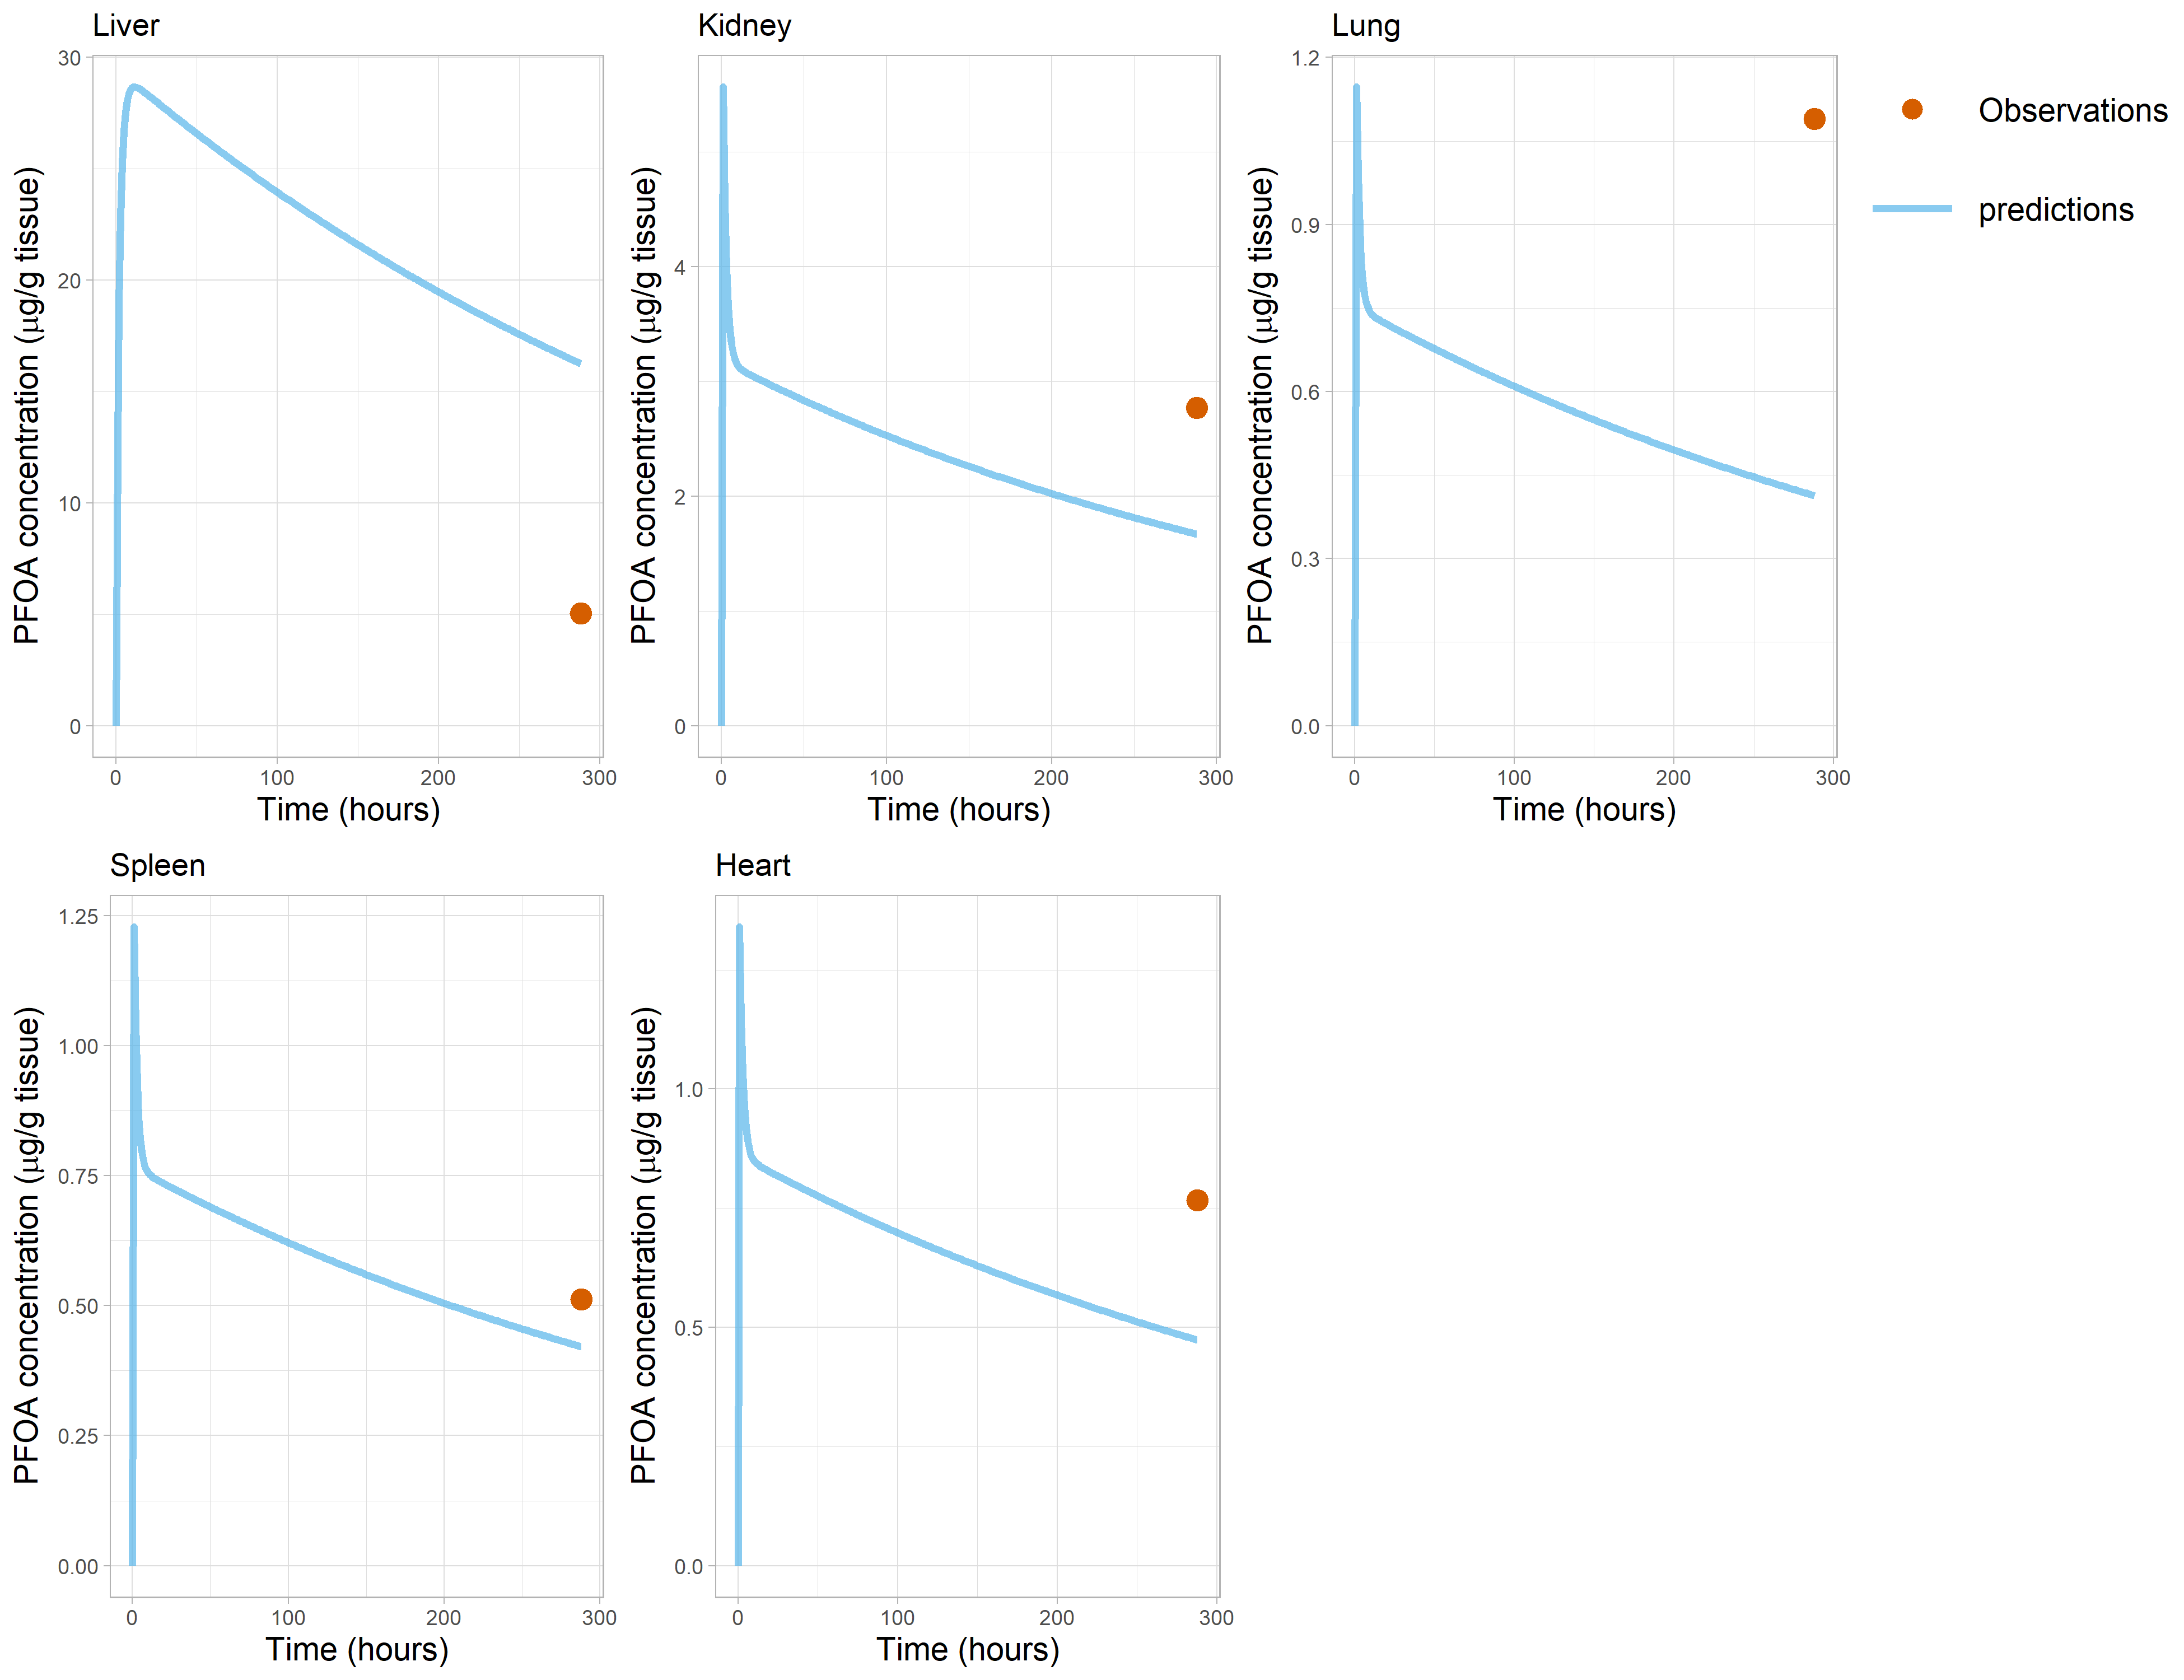 Liver
30
20
10
0
PFOA concentration (μg/g tissue)
0 100 200 300
Time (hours)
Kidney
4
2
0
PFOA concentration (μg/g tissue)
0 100 200 300
Time (hours)
Lung
1.2
0.9
0.6
0.3
0.0
PFOA concentration (μg/g tissue)
0 100 200 300
Time (hours)
Observations
predictions
Spleen
1.25
1.00
0.75
0.50
0.25
0.00
PFOA concentration (μg/g tissue)
0 100 200 300
Time (hours)
Heart
1.0
0.5
0.0
PFOA concentration (μg/g tissue)
0 100 200 300
Time (hours)